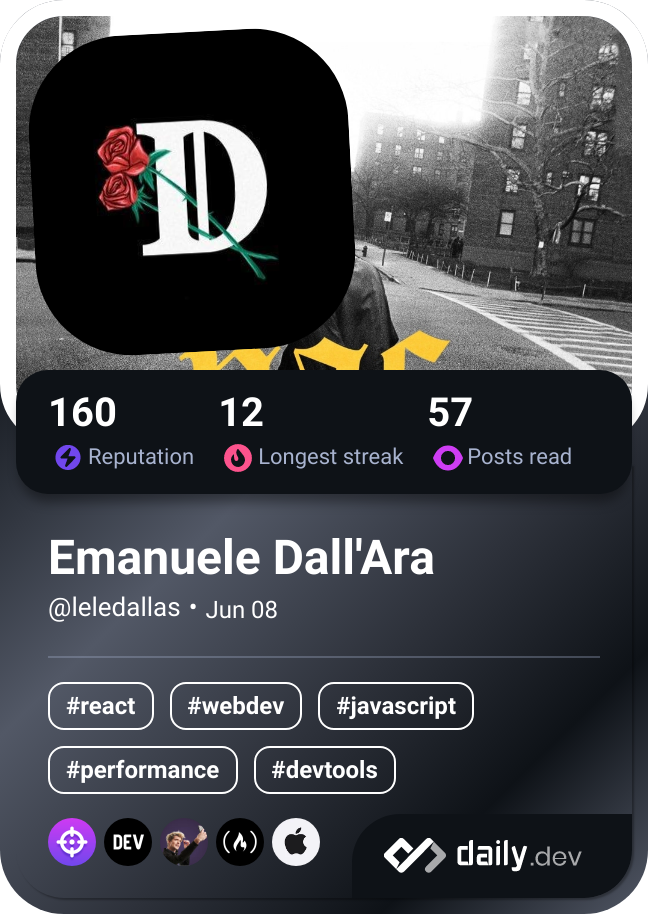 D
160
12
57
Reputation
Longest streak
Posts read
Emanuele Dall'Ara
@leledallas • Jun 08
#react
#webdev
#javascript
#performance
#devtools
DEV
daily.dev